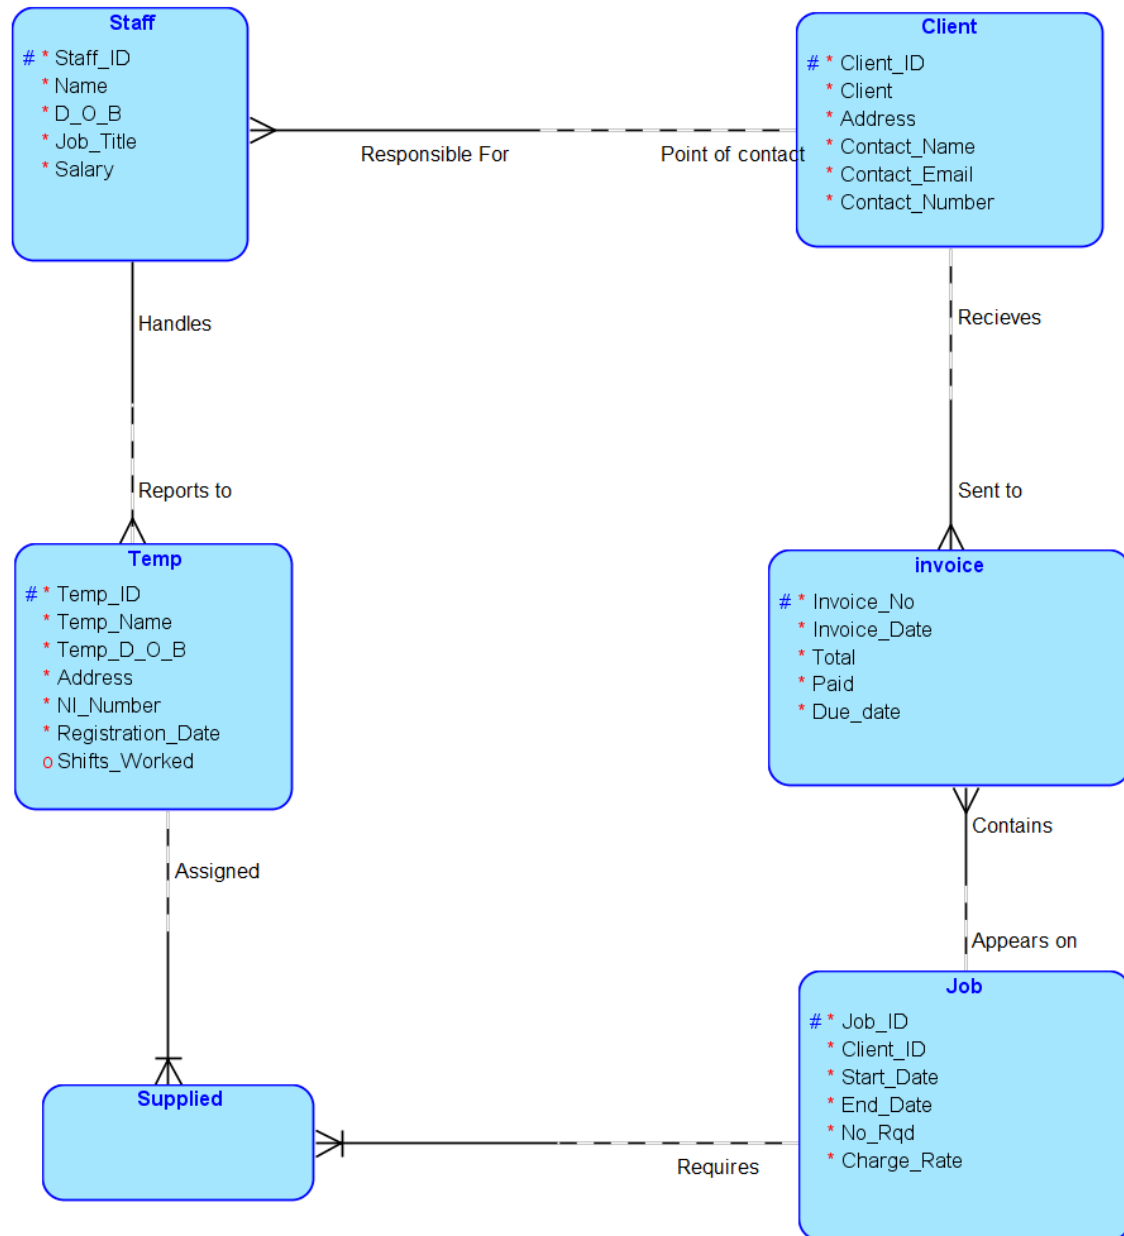 Staff
# * Staff_ID
* Name
* D_O_B
* Job_Title
* Salary
Client
# * Client_ID
* Client
* Address
* Contact_Name
* Contact_Email
* Contact_Number
Responsible For
Point of contact
Handles
Reports to
Recieves
Sent to
Temp
# * Temp_ID
* Temp_Name
* Temp_D_O_B
* Address
* NI_Number
* Registration_Date
o Shifts_Worked
invoice
# * Invoice_No
* Invoice_Date
* Total
* Paid
* Due_date
Assigned
Contains
Appears on
Supplied
Requires
Job
# * Job_ID
* Client_ID
* Start_Date
* End_Date
* No_Rqd
* Charge_Rate